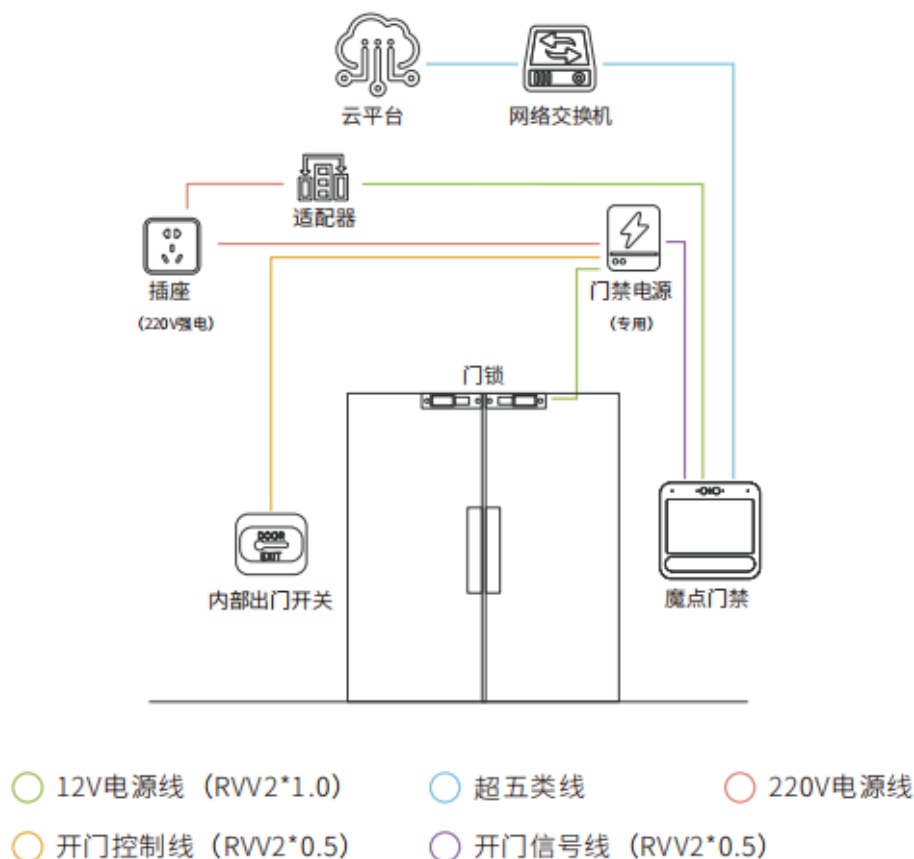 云平台
网络交换机
适配器
插座
(220V强电)
门禁电源
(专用)
门锁
DOOR
EXIT
内部出门开关
魔点门禁
12V电源线（RVV2*1.0）
超五类线
220V电源线
开门控制线（RVV2*0.5）
开门信号线（RVV2*0.5）